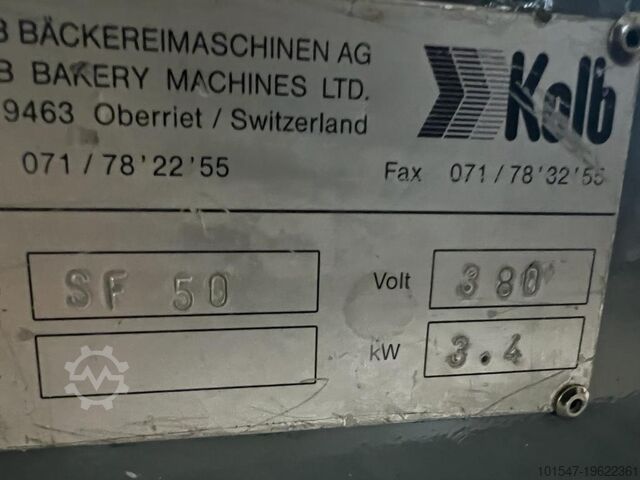 B BÄCKEREIMASCHINEN AG
B BAKERY MACHINES LTD.
9463 Oberriet / Switzerland
Kolb
071/78'22'55
Fax 071/78'32'55
SF 50
Volt 380
kW 3.4
101547-19622361